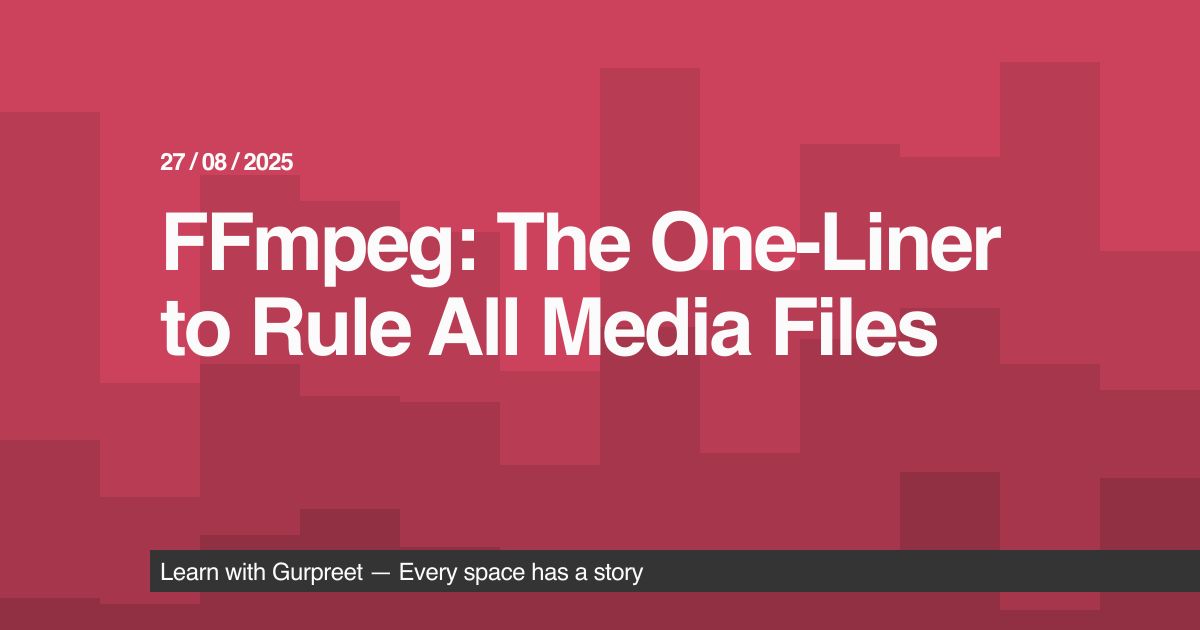 27 / 08 / 2025
FFmpeg: The One-Liner
to Rule All Media Files
Learn with Gurpreet — Every space has a story